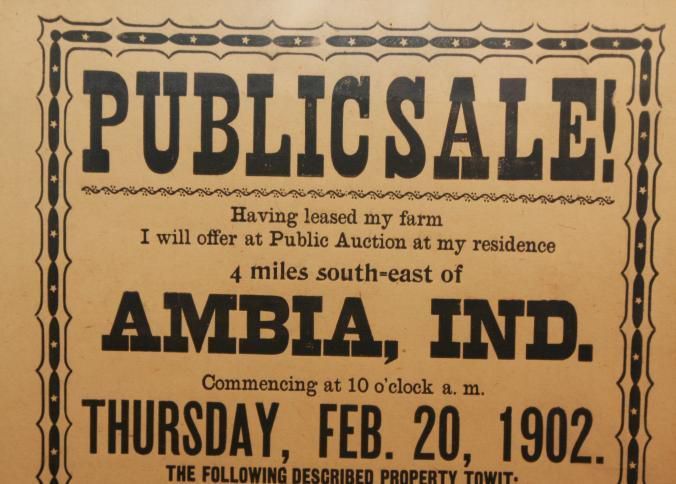 PUBLIC SALE!
Having leased my farm
I will offer at Public Auction at my residence
4 miles south=east of
AMBIA, IND.
Commencing at 10 o'clock a. m.
THURSDAY, FEB. 20, 1902.
THE FOLLOWING DESCRIBED PROPERTY TOWIT: